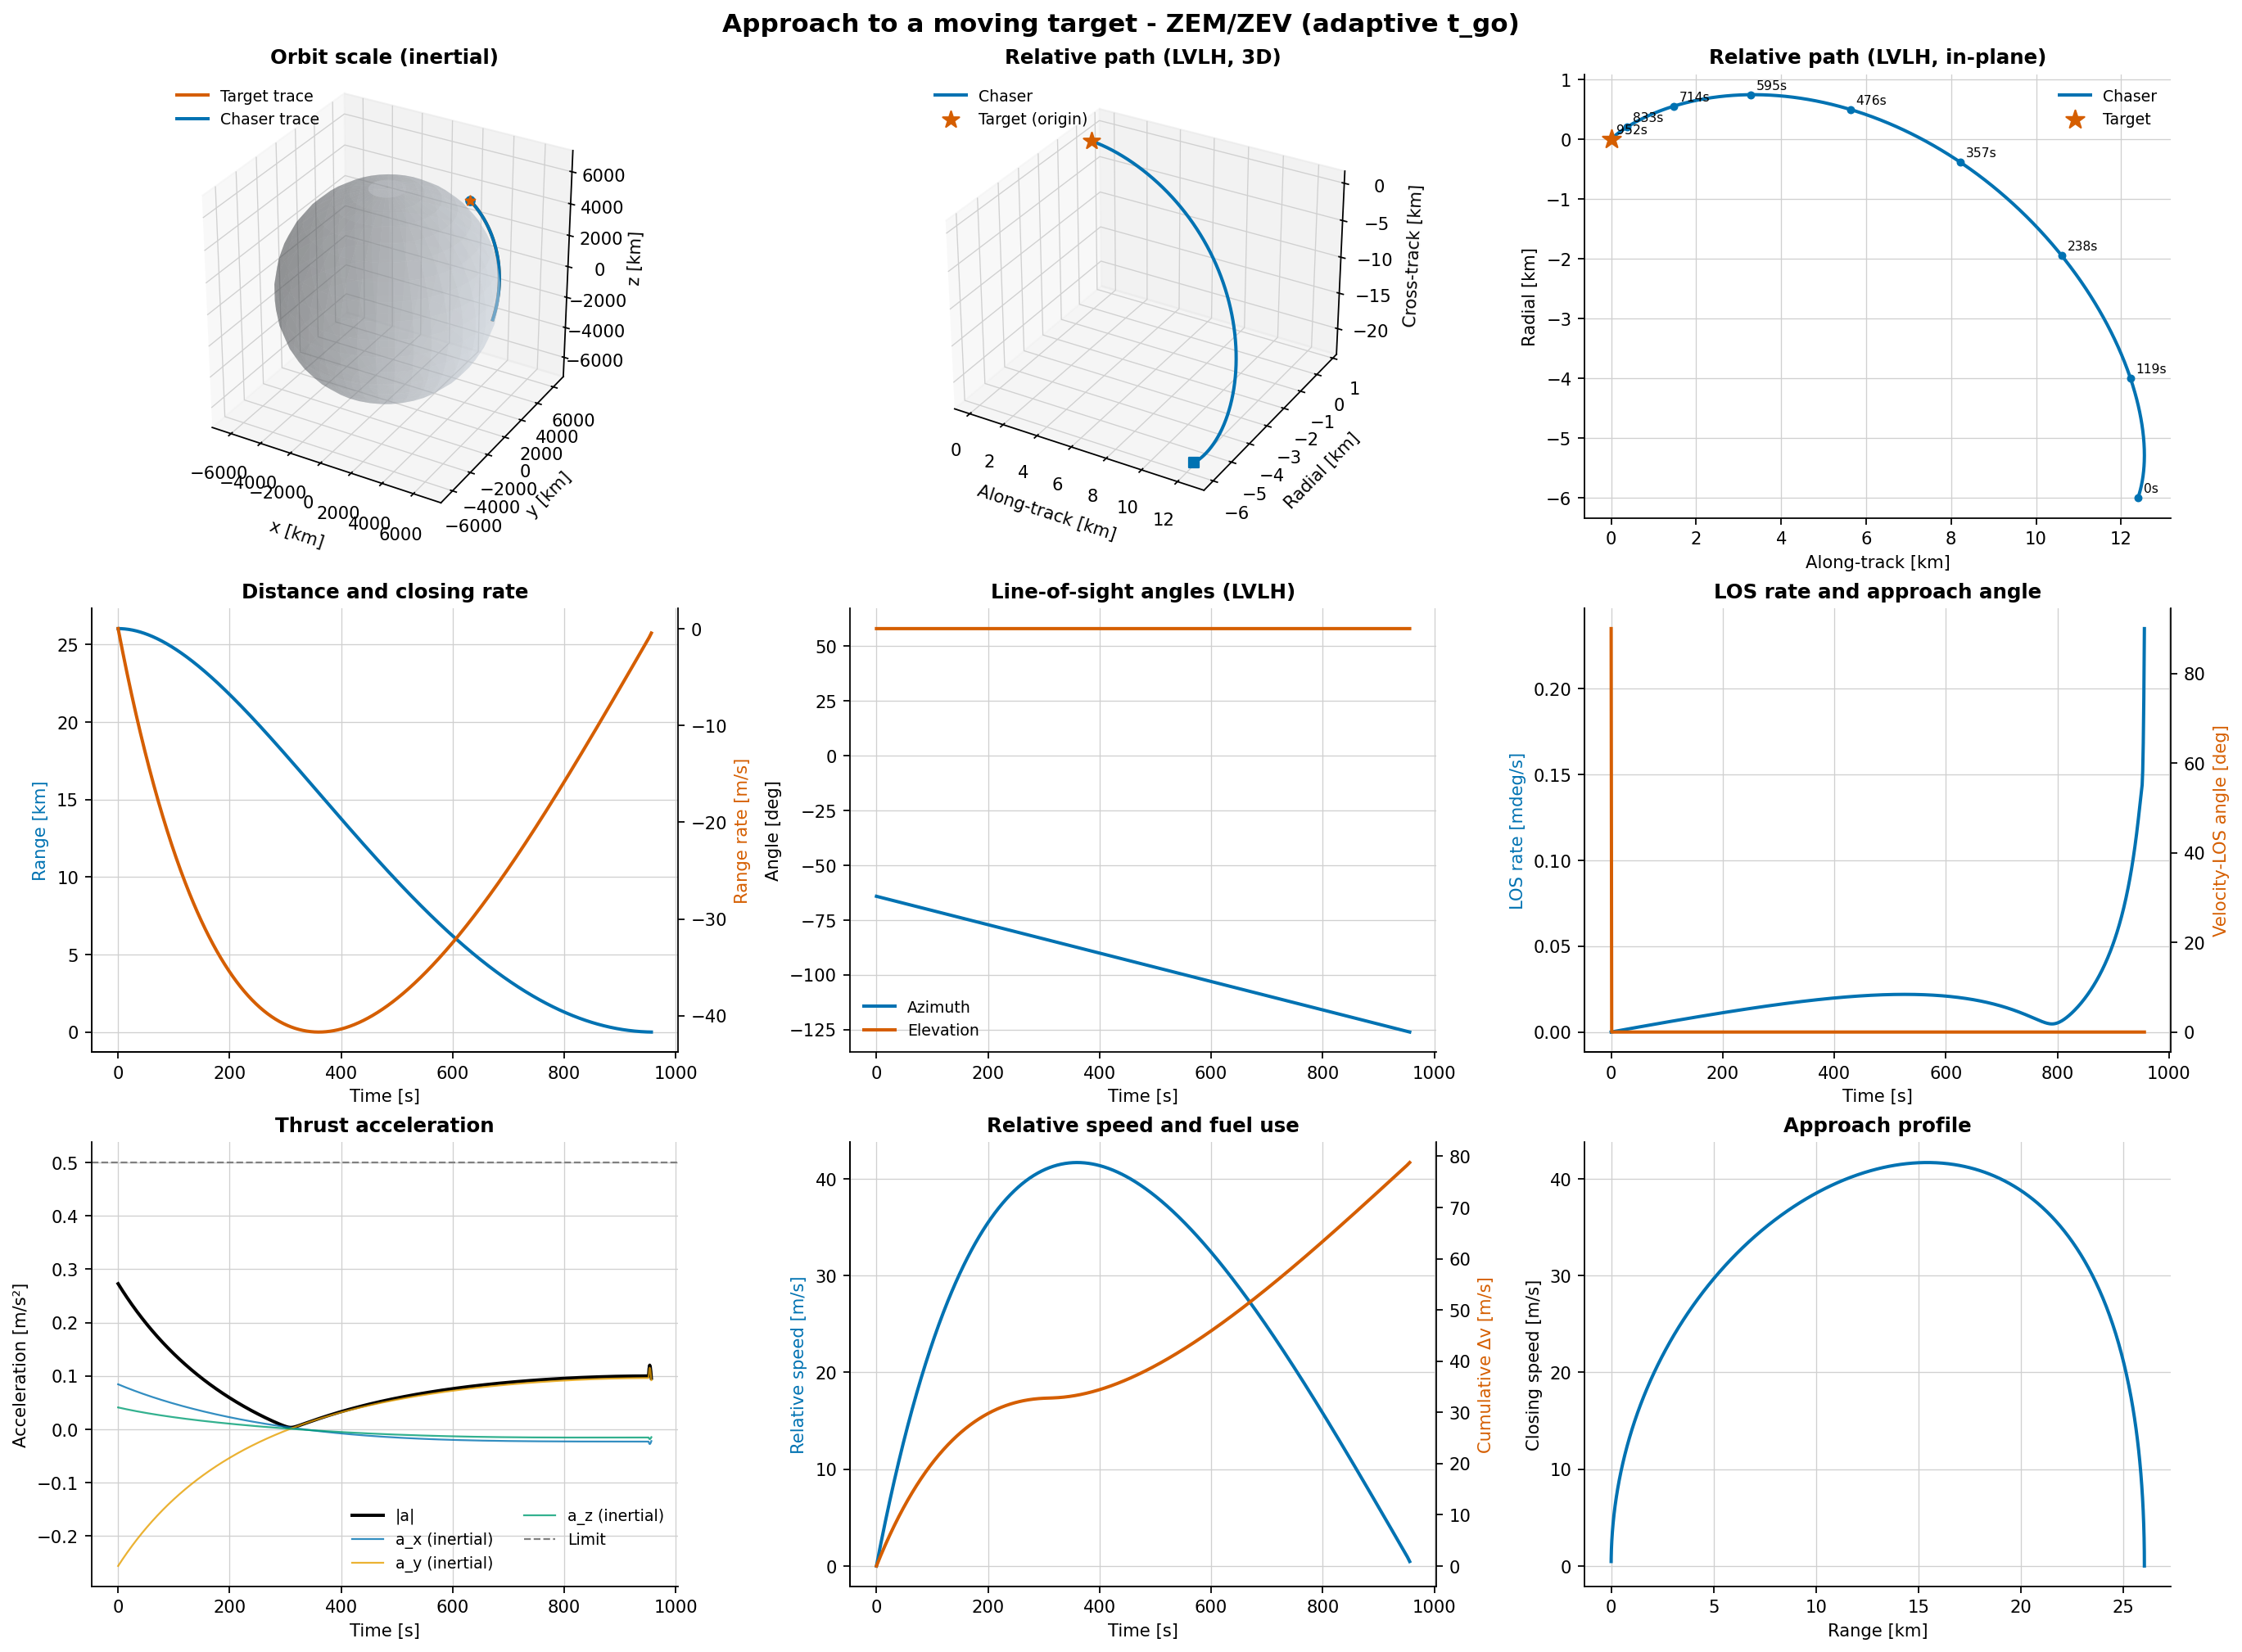 Approach to a moving target - ZEM/ZEV (adaptive t_go)
Orbit scale (inertial)
Target trace
Chaser trace
6000
4000
2000
0
−2000
−4000
−6000
z [km]
6000
4000
2000
0
−2000
−4000
−6000
y [km]
−6000
−4000
−2000
0
2000
4000
6000
x [km]
Relative path (LVLH, 3D)
Chaser
Target (origin)
0
−5
−10
−15
−20
Cross-track [km]
1
0
−1
−2
−3
−4
−5
−6
Radial [km]
0
2
4
6
8
10
12
Along-track [km]
Relative path (LVLH, in-plane)
Chaser
Target
1
0
−1
−2
−3
−4
−5
−6
Radial [km]
952s
833s
714s
595s
476s
357s
238s
119s
0s
0 2 4 6 8 10 12
Along-track [km]
Distance and closing rate
25
20
15
10
5
0
Range [km]
0
−10
−20
−30
−40
Range rate [m/s]
0 200 400 600 800 1000
Time [s]
Line-of-sight angles (LVLH)
50
25
0
−25
−50
−75
−100
−125
Angle [deg]
Azimuth
Elevation
0 200 400 600 800 1000
Time [s]
LOS rate and approach angle
0.20
0.15
0.10
0.05
0.00
LOS rate [mdeg/s]
80
60
40
20
0
Velocity-LOS angle [deg]
0 200 400 600 800 1000
Time [s]
Thrust acceleration
0.5
0.4
0.3
0.2
0.1
0.0
−0.1
−0.2
Acceleration [m/s²]
|a|
a_x (inertial)
a_y (inertial)
a_z (inertial)
Limit
0 200 400 600 800 1000
Time [s]
Relative speed and fuel use
40
30
20
10
0
Relative speed [m/s]
80
70
60
50
40
30
20
10
0
Cumulative Δv [m/s]
0 200 400 600 800 1000
Time [s]
Approach profile
40
30
20
10
0
Closing speed [m/s]
0 5 10 15 20 25
Range [km]